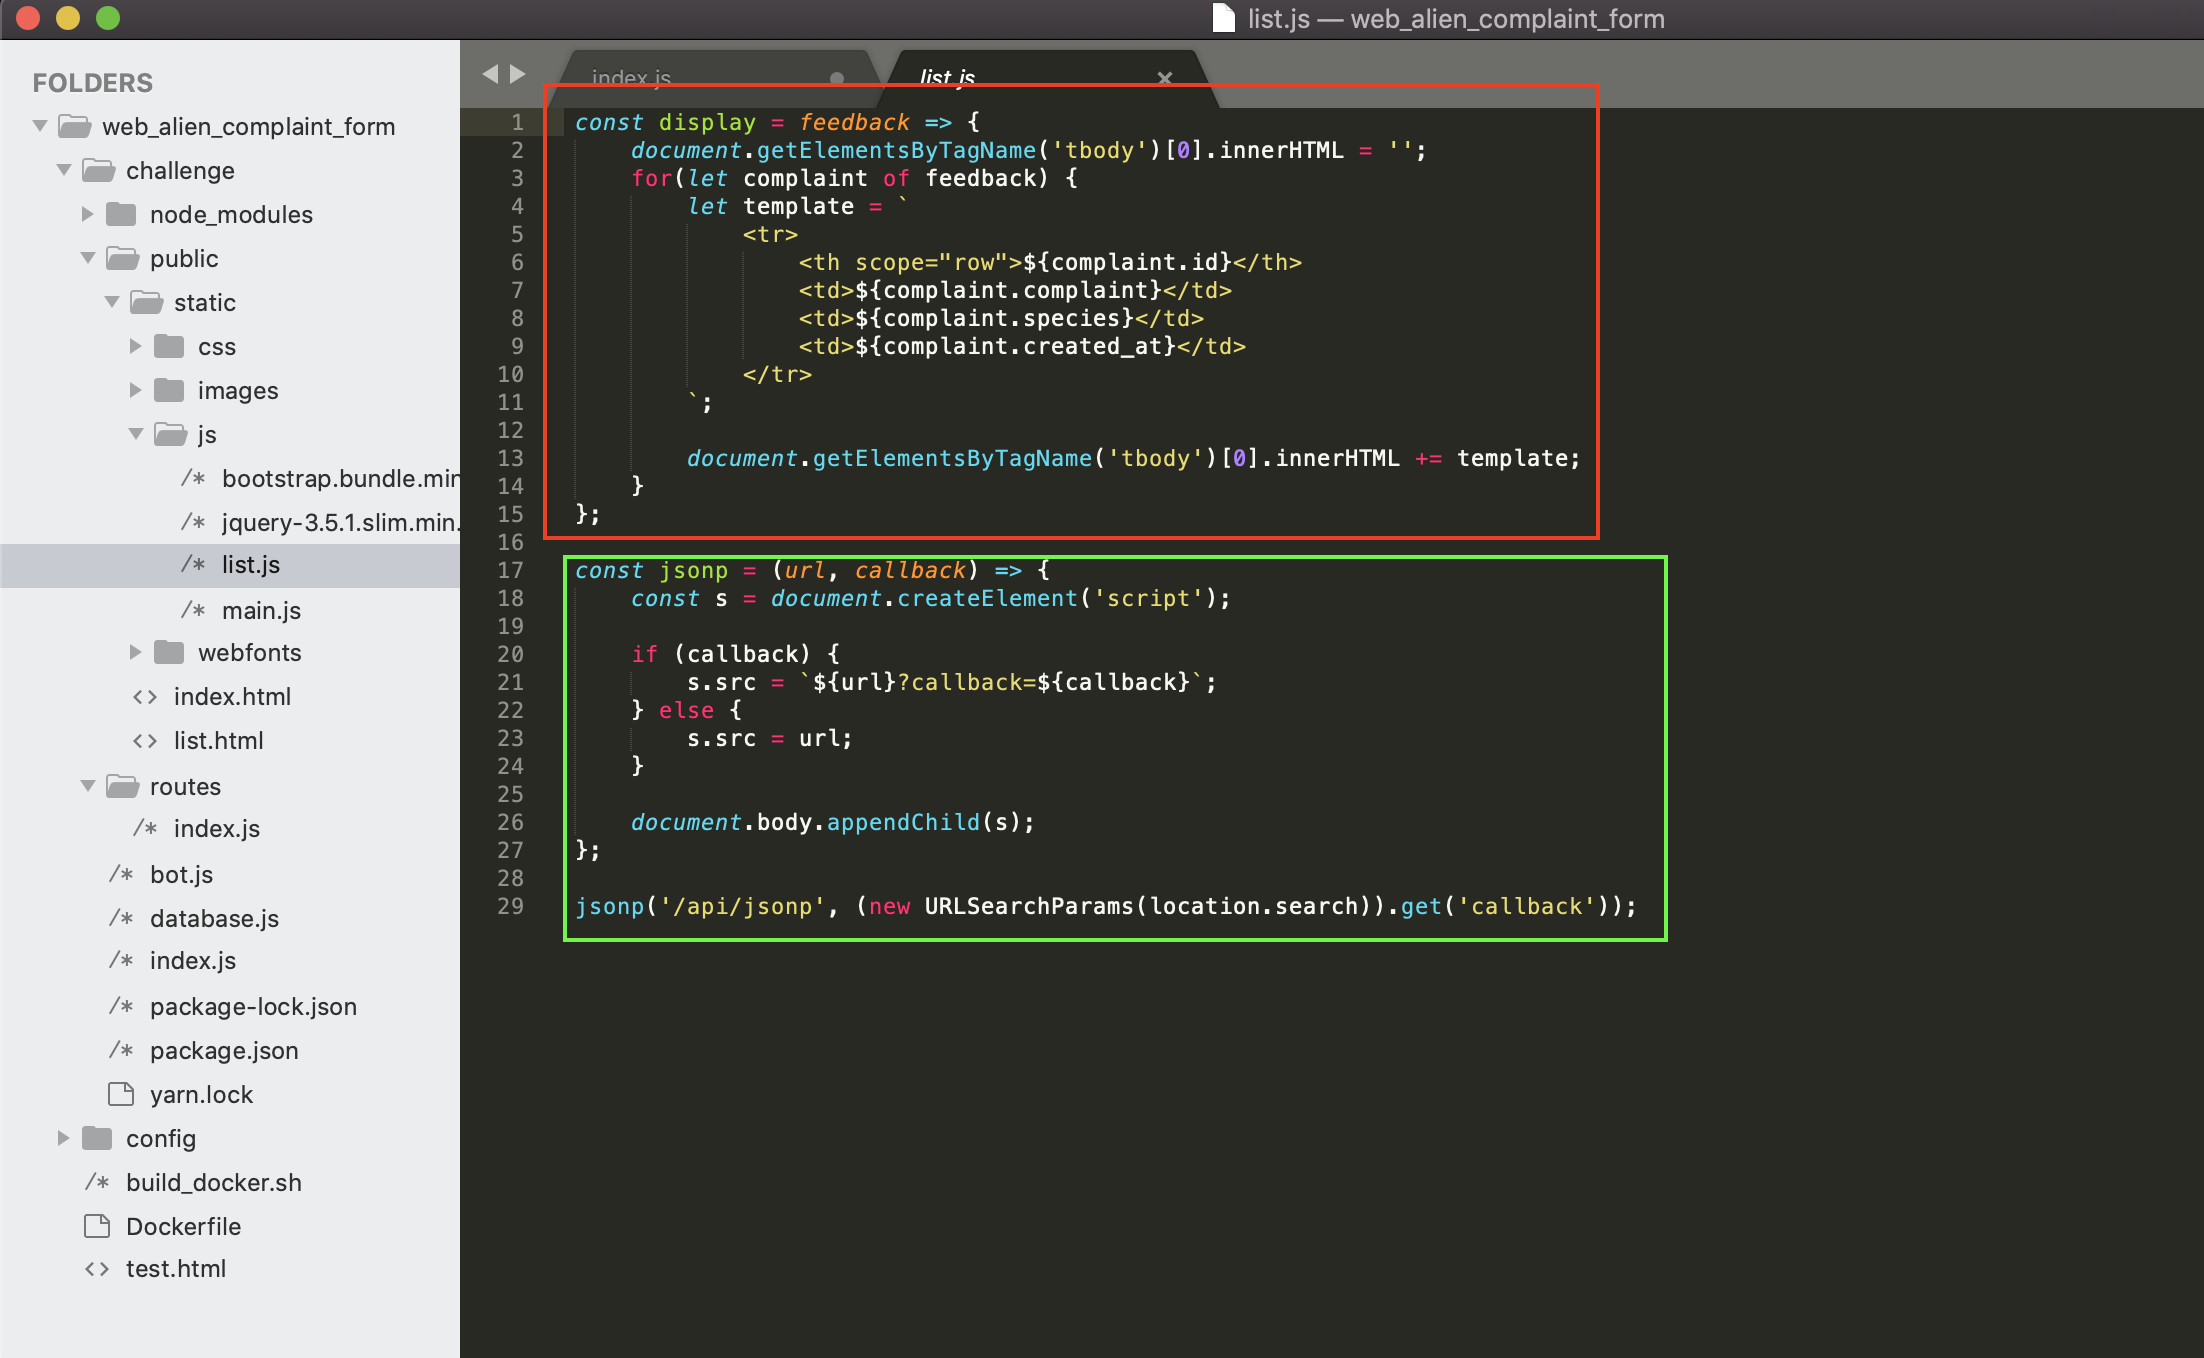 list.js — web_alien_complaint_form
FOLDERS
web_alien_complaint_form
challenge
node_modules
public
static
css
images
js
/* bootstrap.bundle.min
/* jquery-3.5.1.slim.min.
/* list.js
/* main.js
webfonts
<> index.html
<> list.html
routes
/* index.js
/* bot.js
/* database.js
/* index.js
/* package-lock.json
/* package.json
yarn.lock
config
/* build_docker.sh
Dockerfile
<> test.html
index.js
list.js ×
1 const display = feedback => {
2     document.getElementsByTagName('tbody')[0].innerHTML = '';
3     for(let complaint of feedback) {
4         let template = `
5             <tr>
6                 <th scope="row">${complaint.id}</th>
7                 <td>${complaint.complaint}</td>
8                 <td>${complaint.species}</td>
9                 <td>${complaint.created_at}</td>
10             </tr>
11         `;
12
13         document.getElementsByTagName('tbody')[0].innerHTML += template;
14     }
15 };
16
17 const jsonp = (url, callback) => {
18     const s = document.createElement('script');
19
20     if (callback) {
21         s.src = `${url}?callback=${callback}`;
22     } else {
23         s.src = url;
24     }
25
26     document.body.appendChild(s);
27 };
28
29 jsonp('/api/jsonp', (new URLSearchParams(location.search)).get('callback'));